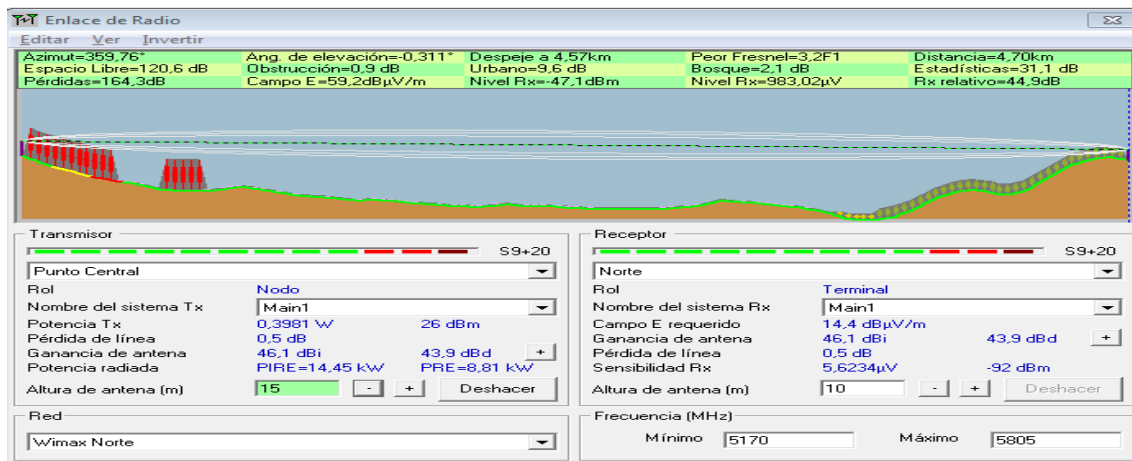 Enlace de Radio
Editar Ver Invertir
Azimut=359,76° Ang. de elevación=-0,311° Despeje a 4,57km Peor Fresnel=3,2F1 Distancia=4,70km
Espacio Libre=120,6 dB Obstrucción=0,9 dB Urbano=9,6 dB Bosque=2,1 dB Estadísticas=31,1 dB
Pérdidas=164,3dB Campo E=59,2dBµV/m Nivel Rx=-47,1dBm Nivel Rx=983,02µV Rx relativo=44,9dB
Transmisor
S9+20
Punto Central
Rol Nodo
Nombre del sistema Tx Main1
Potencia Tx 0,3981 W 26 dBm
Pérdida de línea 0,5 dB
Ganancia de antena 46,1 dBi 43,9 dBd +
Potencia radiada PIRE=14,45 kW PRE=8,81 kW
Altura de antena (m) 15 - + Deshacer
Red
Wimax Norte
Receptor
S9+20
Norte
Rol Terminal
Nombre del sistema Rx Main1
Campo E requerido 14,4 dBµV/m
Ganancia de antena 46,1 dBi 43,9 dBd +
Pérdida de línea 0,5 dB
Sensibilidad Rx 5,6234µV -92 dBm
Altura de antena (m) 10 - + Deshacer
Frecuencia (MHz)
Mínimo 5170 Máximo 5805